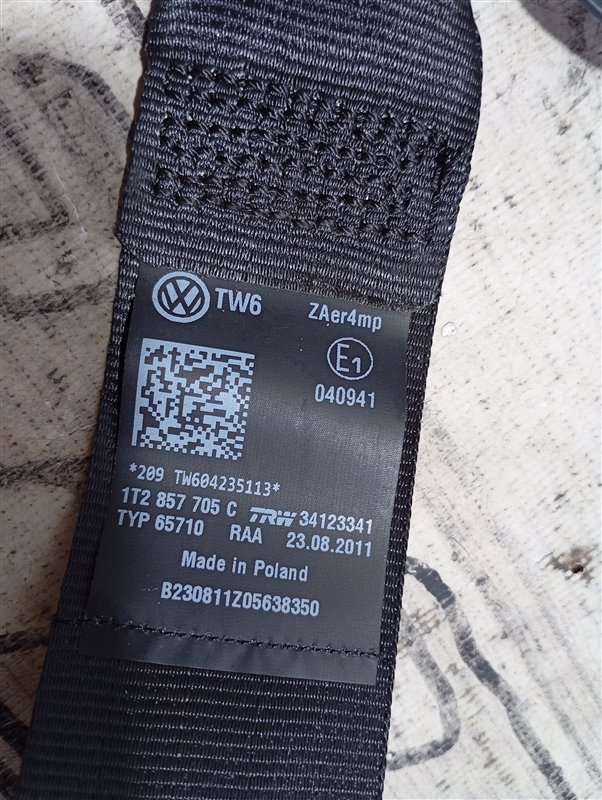 TW6 ZAer4mp
E1
040941
*209 TW604235113*
1T2 857 705 C TRW 34123341
TYP 65710 RAA 23.08.2011
Made in Poland
B230811Z05638350